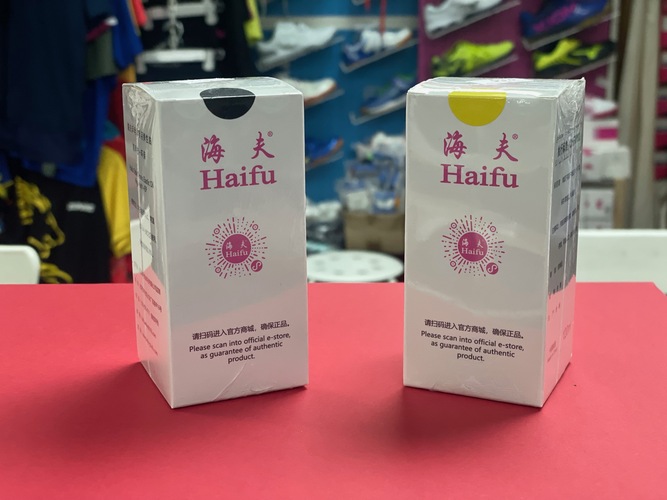 海夫®
Haifu
海夫
Haifu
请扫码进入官方商城,确保正品。
Please scan into official e-store,
as guarantee of authentic
product.
海夫®
Haifu
海夫
Haifu
请扫码进入官方商城,确保正品。
Please scan into official e-store,
as guarantee of authentic
product.